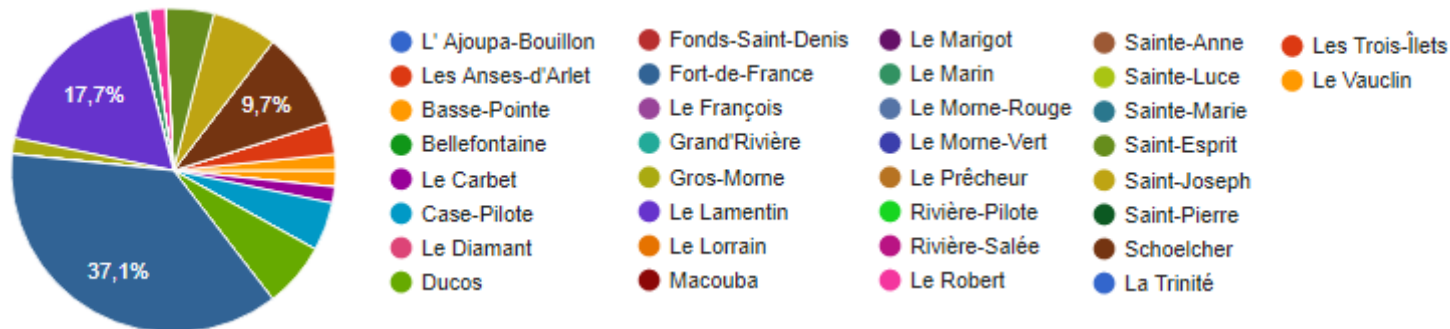 17,7%
9,7%
37,1%
L' Ajoupa-Bouillon
Les Anses-d'Arlet
Basse-Pointe
Bellefontaine
Le Carbet
Case-Pilote
Le Diamant
Ducos
Fonds-Saint-Denis
Fort-de-France
Le François
Grand'Rivière
Gros-Morne
Le Lamentin
Le Lorrain
Macouba
Le Marigot
Le Marin
Le Morne-Rouge
Le Morne-Vert
Le Prêcheur
Rivière-Pilote
Rivière-Salée
Le Robert
Sainte-Anne
Sainte-Luce
Sainte-Marie
Saint-Esprit
Saint-Joseph
Saint-Pierre
Schoelcher
La Trinité
Les Trois-Îlets
Le Vauclin